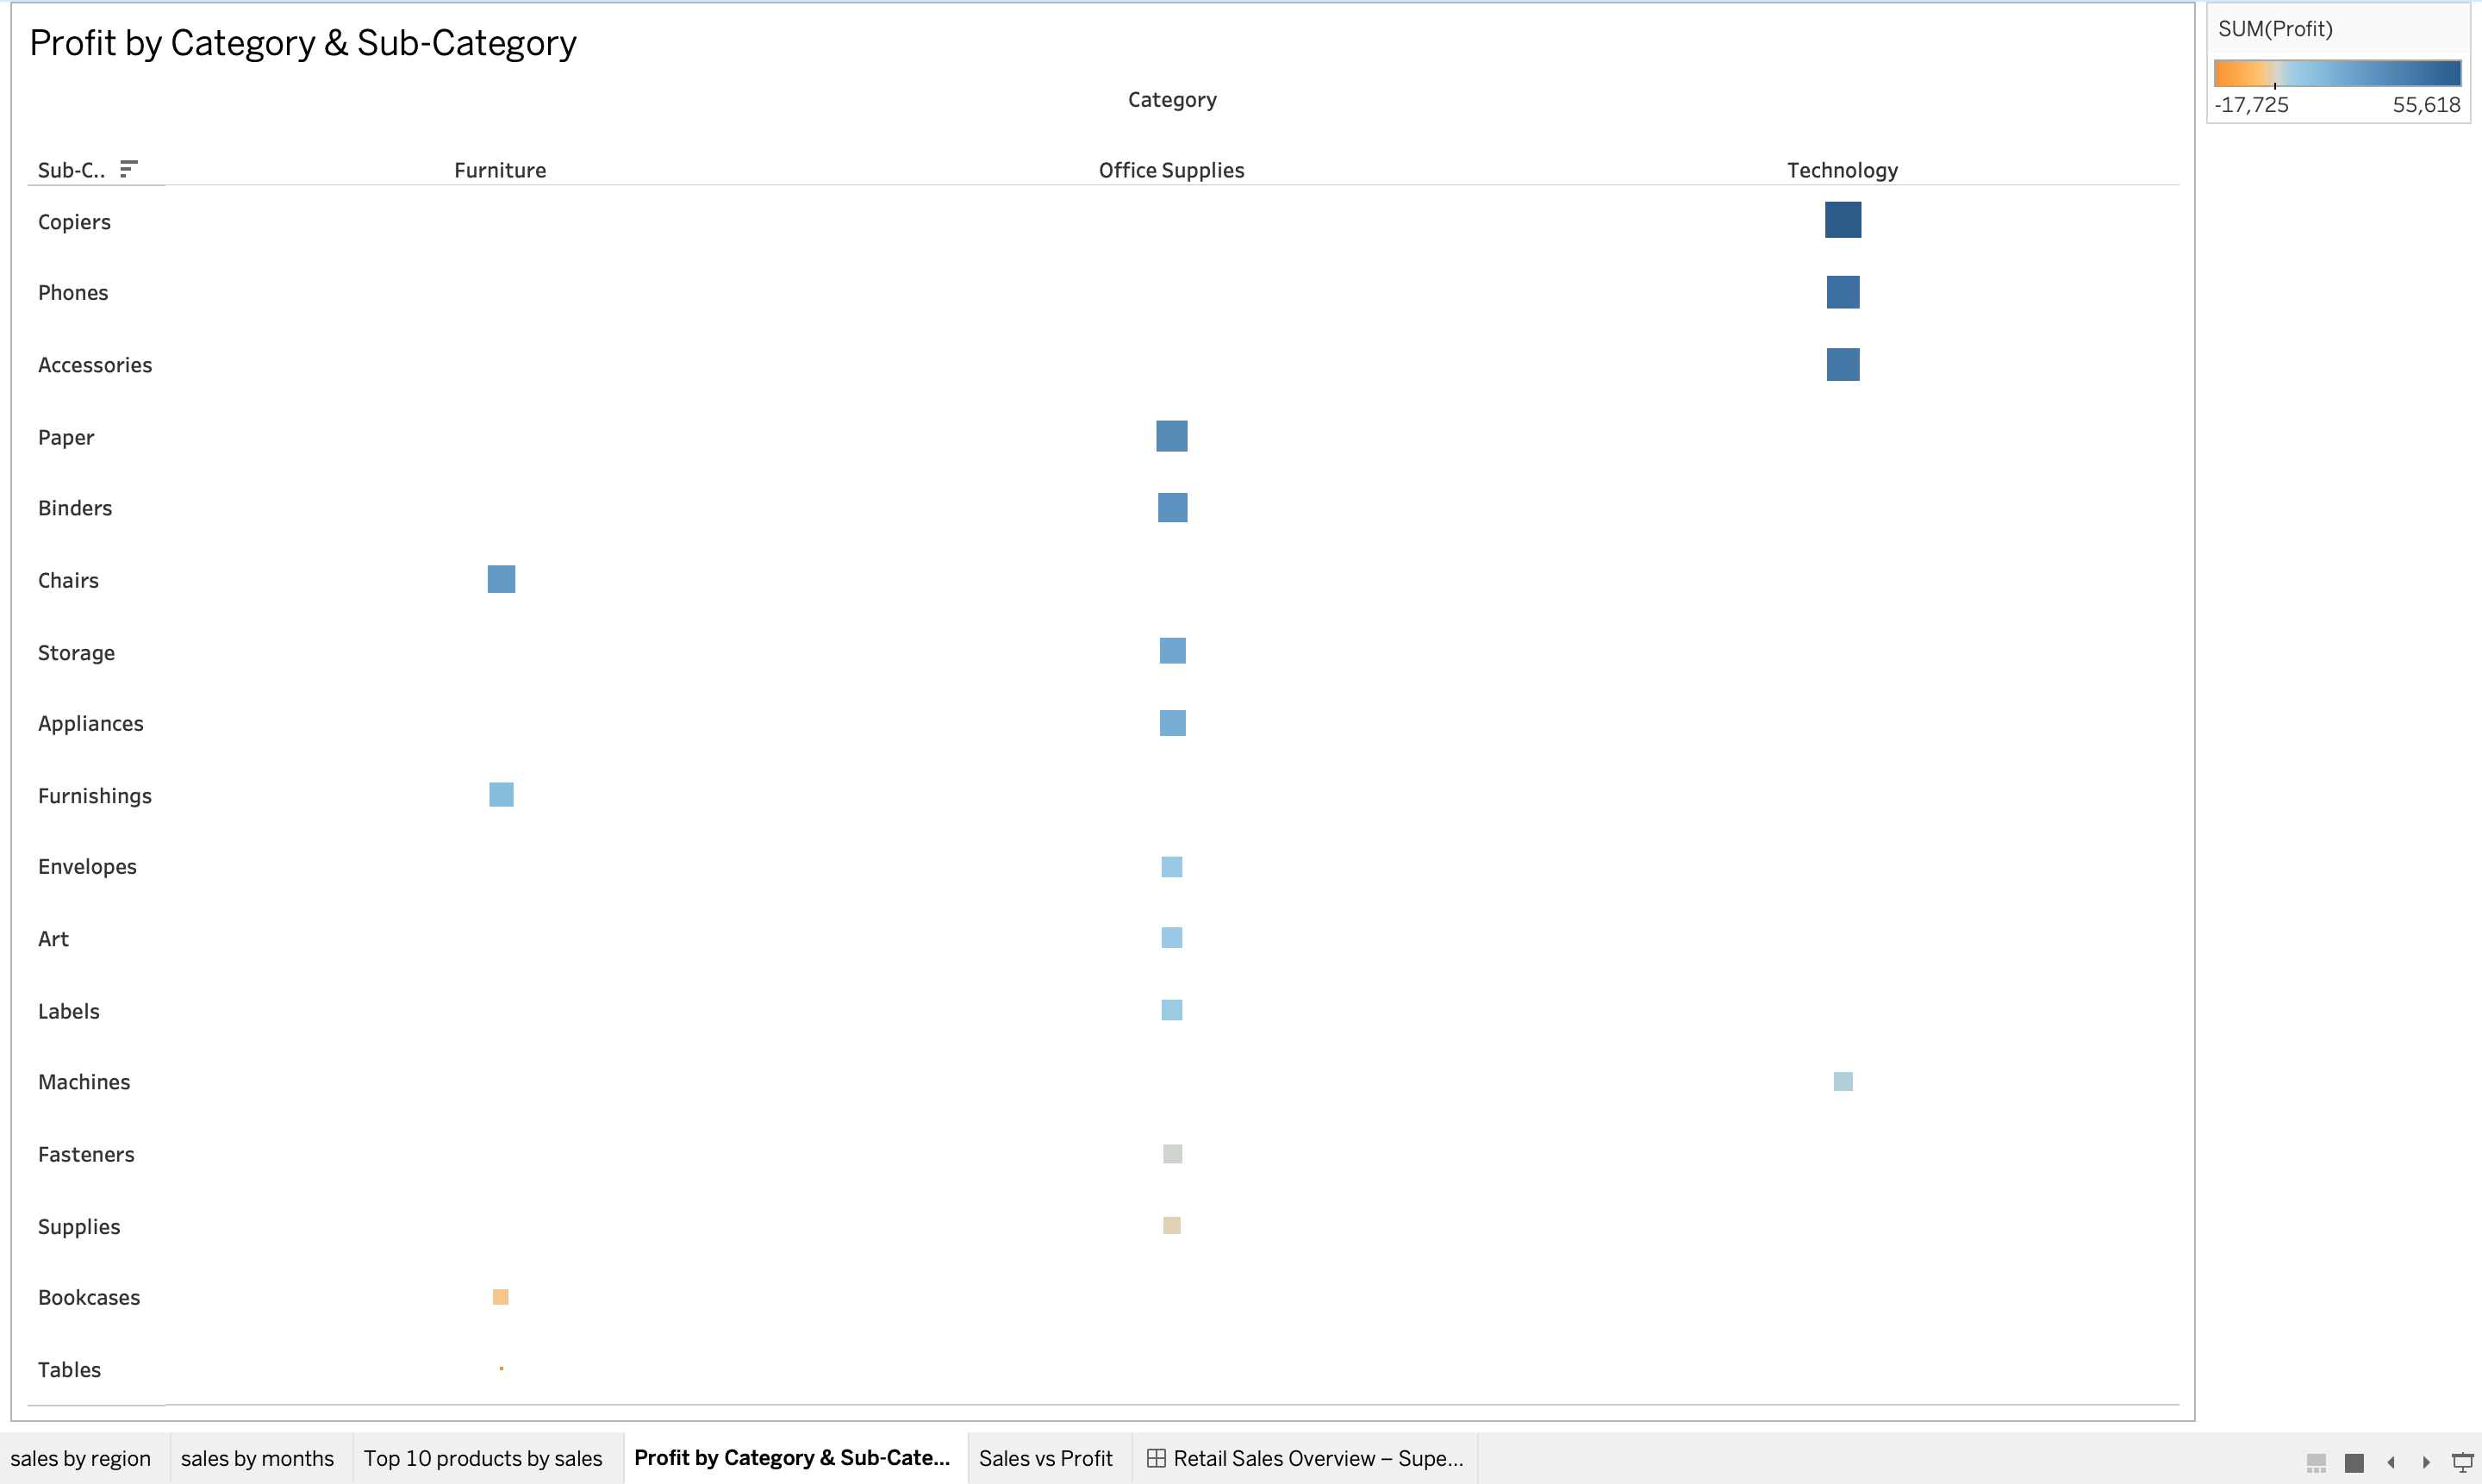 Profit by Category & Sub-Category
SUM(Profit)
-17,725 55,618
Category
Sub-C.. Furniture Office Supplies Technology
Copiers
Phones
Accessories
Paper
Binders
Chairs
Storage
Appliances
Furnishings
Envelopes
Art
Labels
Machines
Fasteners
Supplies
Bookcases
Tables
sales by region sales by months Top 10 products by sales Profit by Category & Sub-Cate... Sales vs Profit Retail Sales Overview – Supe...